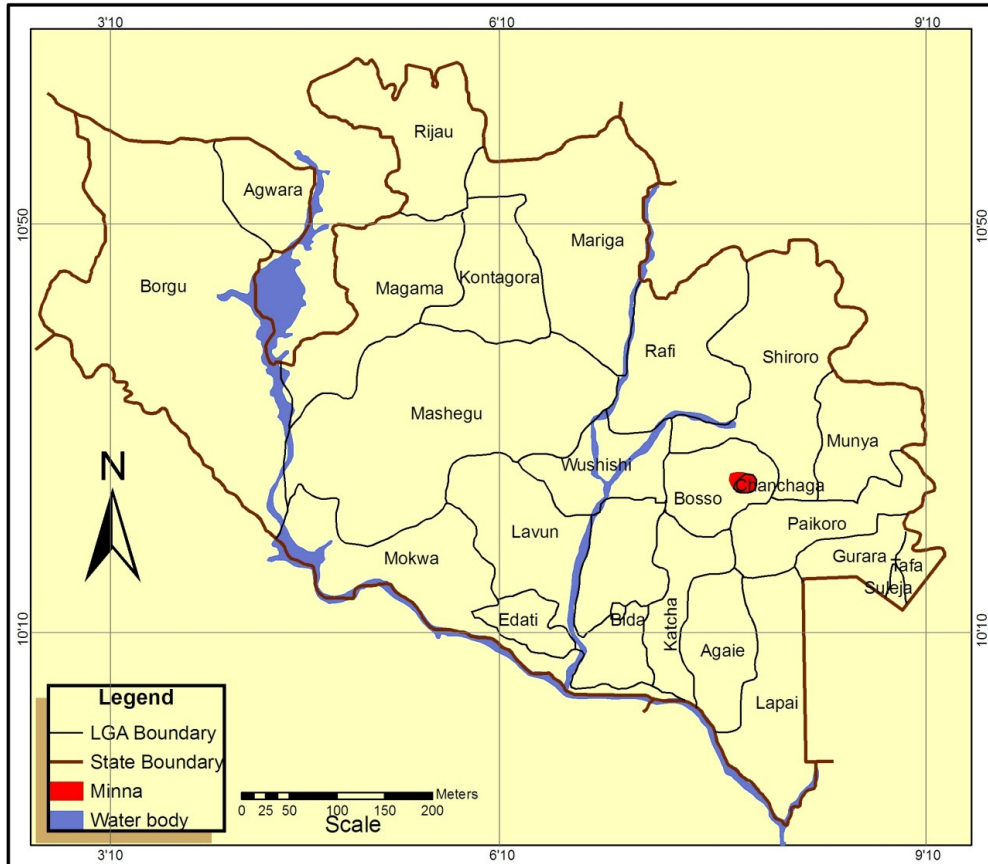 3'10
6'10
9'10
Rijau
Agwara
10'50
10'50
Mariga
Borgu
Magama
Kontagora
Rafi
Shiroro
Mashegu
Munya
N
Wushishi
Chanchaga
Bosso
Lavun
Paikoro
Mokwa
Gurara
Tafa
Suleja
Edati
Bida
Katcha
10'10
10'10
Agaie
Lapai
Legend
LGA Boundary
State Boundary
Minna
Water body
Meters
0 25 50 100 150 200
Scale
3'10
6'10
9'10